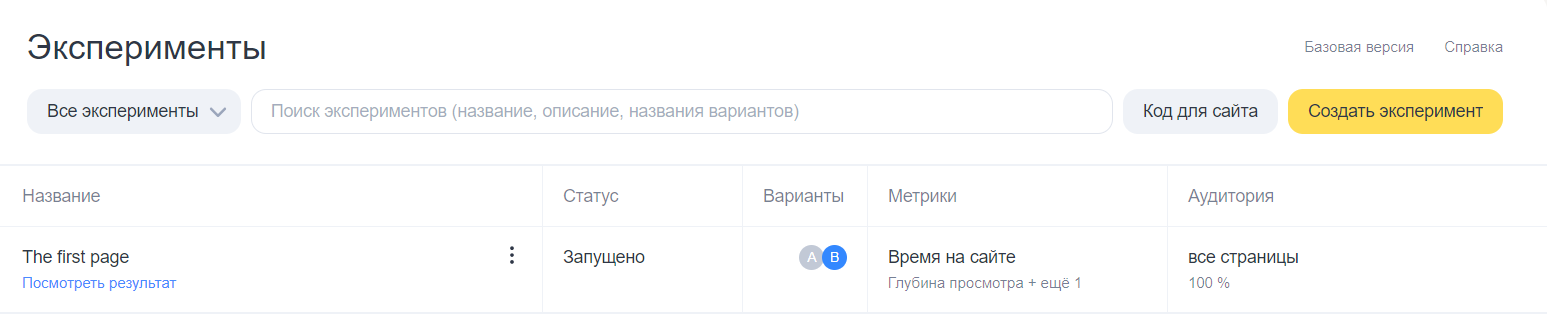 Эксперименты
Базовая версия Справка
Все эксперименты Поиск экспериментов (название, описание, названия вариантов) Код для сайта Создать эксперимент
Название Статус Варианты Метрики Аудитория
The first page Запущено A B Время на сайте все страницы
Посмотреть результат Глубина просмотра + ещё 1 100 %